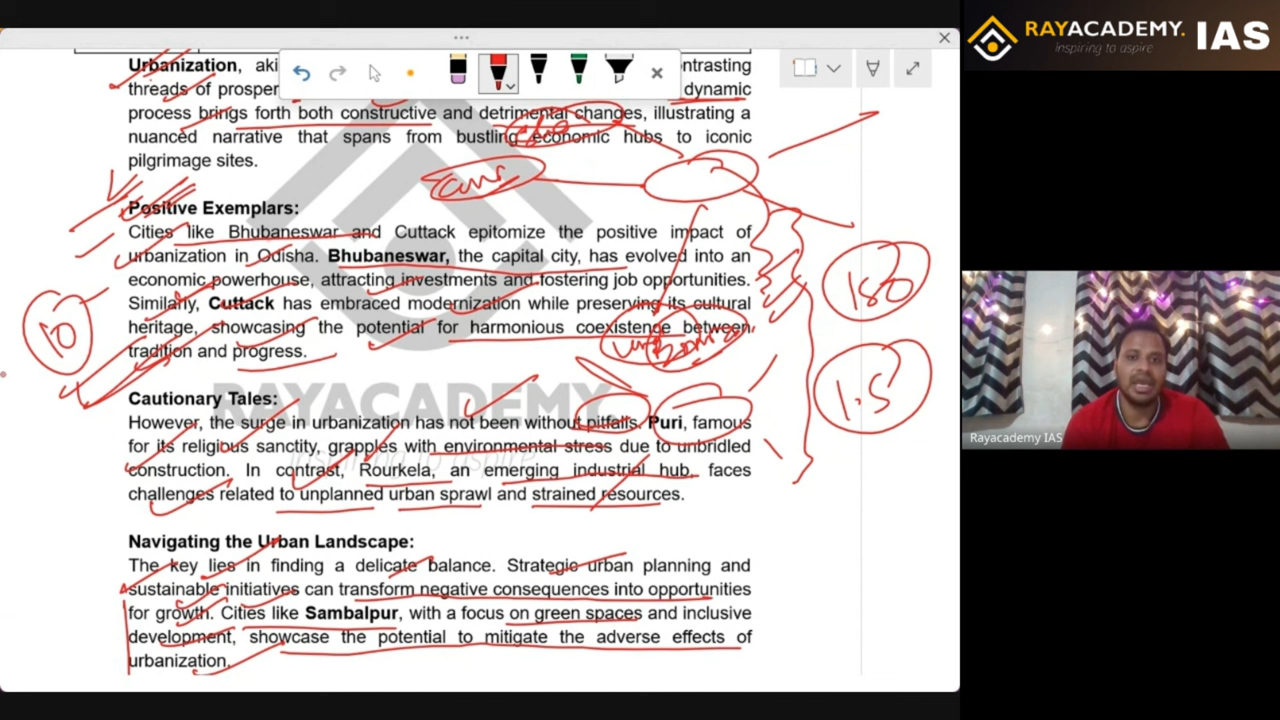 RAYACADEMY. IAS
inspiring to aspire
Urbanization, aki ntrasting
threads of prosper dynamic
process brings forth both constructive and detrimental changes, illustrating a
nuanced narrative that spans from bustling economic hubs to iconic
pilgrimage sites.
Positive Exemplars:
Cities like Bhubaneswar and Cuttack epitomize the positive impact of
urbanization in Odisha. Bhubaneswar, the capital city, has evolved into an
economic powerhouse, attracting investments and fostering job opportunities.
Similarly, Cuttack has embraced modernization while preserving its cultural
heritage, showcasing the potential for harmonious coexistence between
tradition and progress.
10
150
1.5
Cautionary Tales:
However, the surge in urbanization has not been without pitfalls. Puri, famous
for its religious sanctity, grapples with environmental stress due to unbridled
construction. In contrast, Rourkela, an emerging industrial hub, faces
challenges related to unplanned urban sprawl and strained resources.
Navigating the Urban Landscape:
The key lies in finding a delicate balance. Strategic urban planning and
sustainable initiatives can transform negative consequences into opportunities
for growth. Cities like Sambalpur, with a focus on green spaces and inclusive
development, showcase the potential to mitigate the adverse effects of
urbanization.
RAYACADEMY
inspiring to aspire
Rayacademy IAS